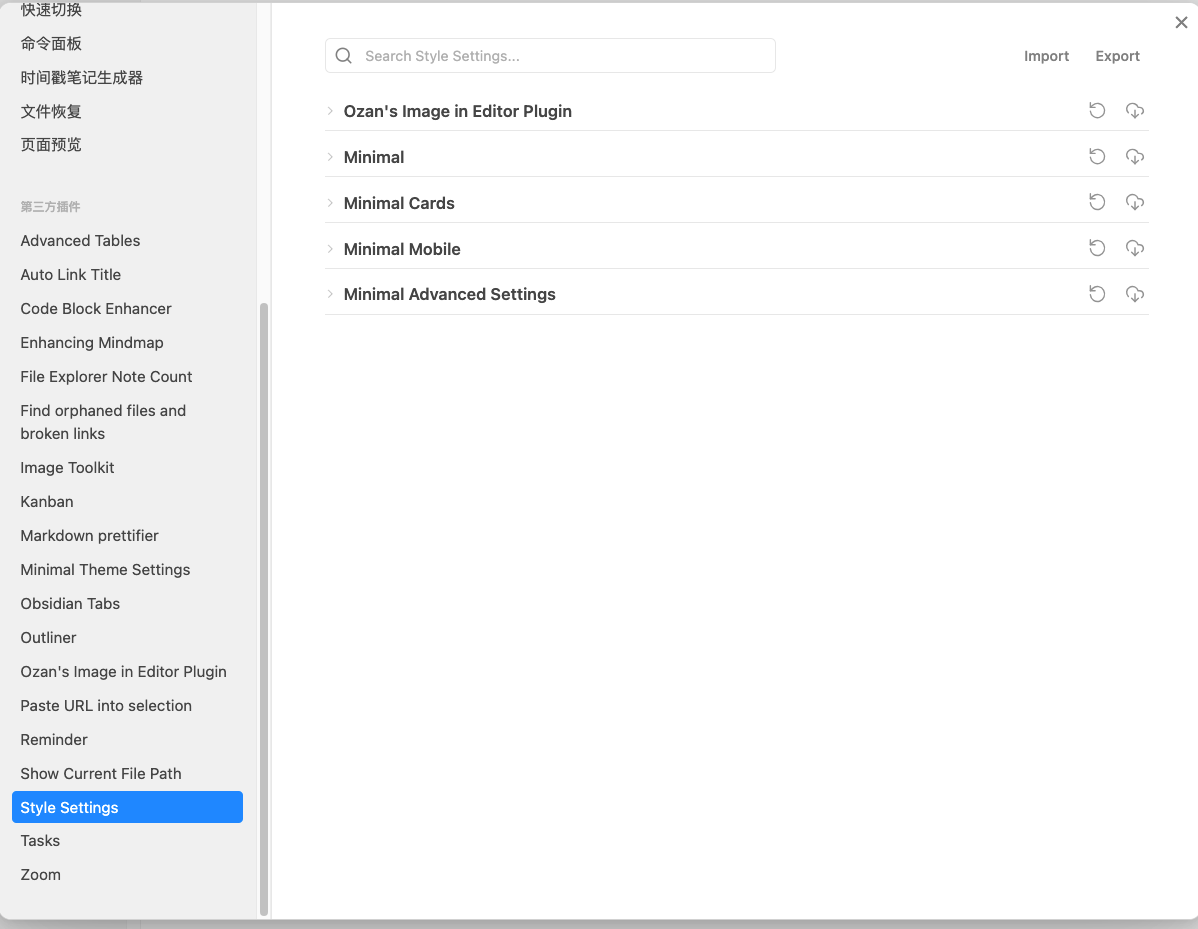 快速切换
命令面板
时间戳笔记生成器
文件恢复
页面预览
第三方插件
Advanced Tables
Auto Link Title
Code Block Enhancer
Enhancing Mindmap
File Explorer Note Count
Find orphaned files and
broken links
Image Toolkit
Kanban
Markdown prettifier
Minimal Theme Settings
Obsidian Tabs
Outliner
Ozan's Image in Editor Plugin
Paste URL into selection
Reminder
Show Current File Path
Style Settings
Tasks
Zoom
Search Style Settings...
Import Export
Ozan's Image in Editor Plugin
Minimal
Minimal Cards
Minimal Mobile
Minimal Advanced Settings